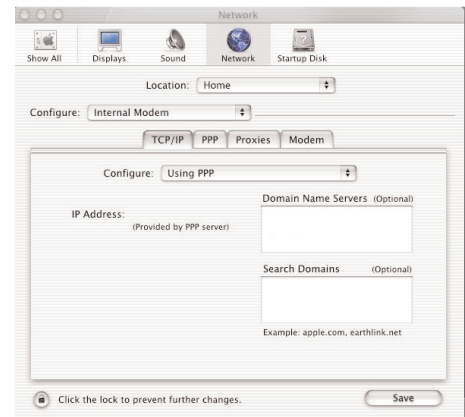 Network
Show All Displays Sound Network Startup Disk
Location: Home
Configure: Internal Modem
TCP/IP PPP Proxies Modem
Configure: Using PPP
Domain Name Servers (Optional)
IP Address:
(Provided by PPP server)
Search Domains (Optional)
Example: apple.com, earthlink.net
Click the lock to prevent further changes.
Save